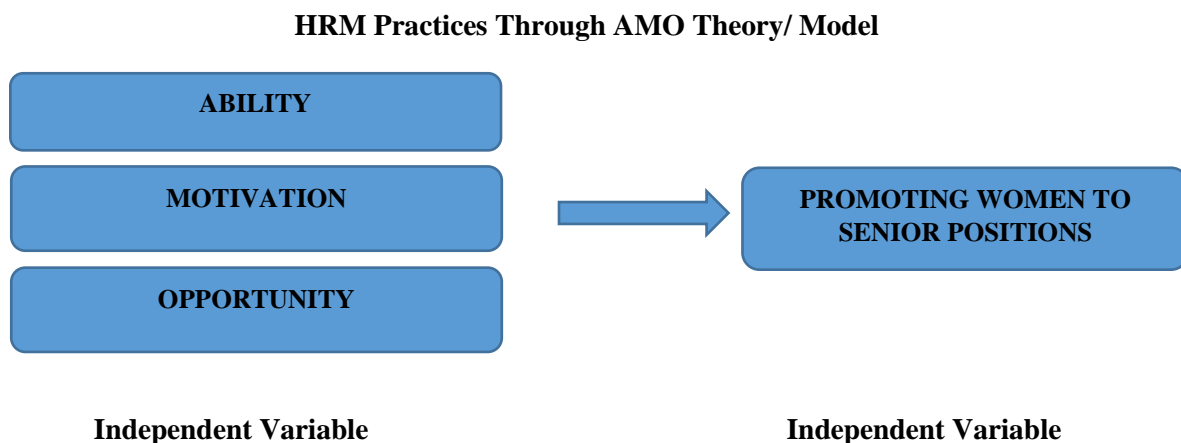 HRM Practices Through AMO Theory/ Model
ABILITY
MOTIVATION
OPPORTUNITY
PROMOTING WOMEN TO
SENIOR POSITIONS
Independent Variable
Independent Variable